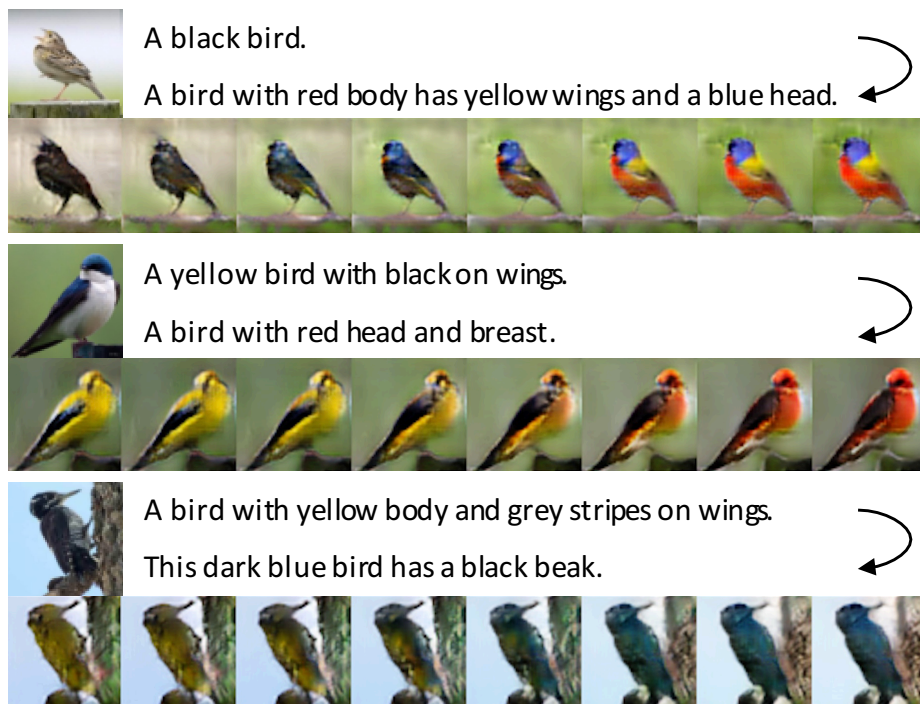 A black bird.
A bird with red body has yellow wings and a blue head.
A yellow bird with black on wings.
A bird with red head and breast.
A bird with yellow body and grey stripes on wings.
This dark blue bird has a black beak.